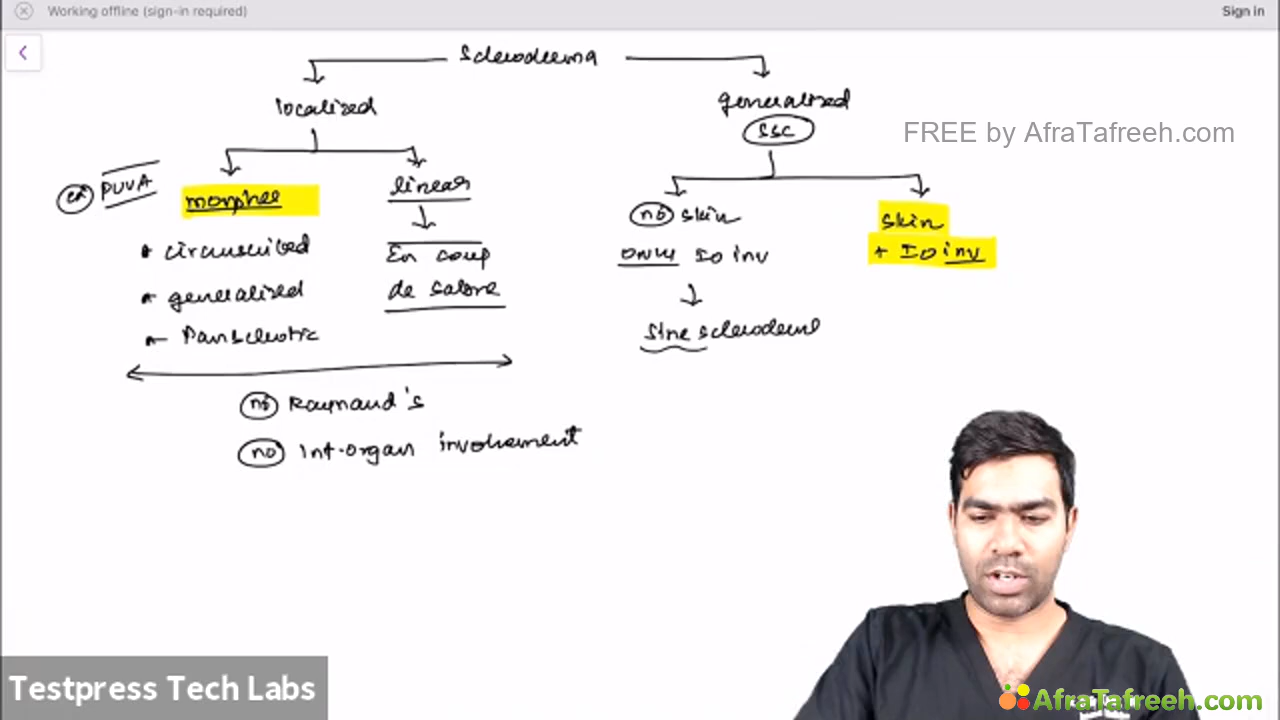 Working offline (sign-in required)
Sign in
Scleroderma
localised
generalised
SSC
FREE by AfraTafreeh.com
PUVA
morphee
linear
no skin
skin
circumscribed
En coup
only IO inv
+ IO inv
generalised
de sabre
Pansclerotic
sine scleroderma
no Raynaud's
no int.organ involvement
Testpress Tech Labs
AfraTafreeh.com